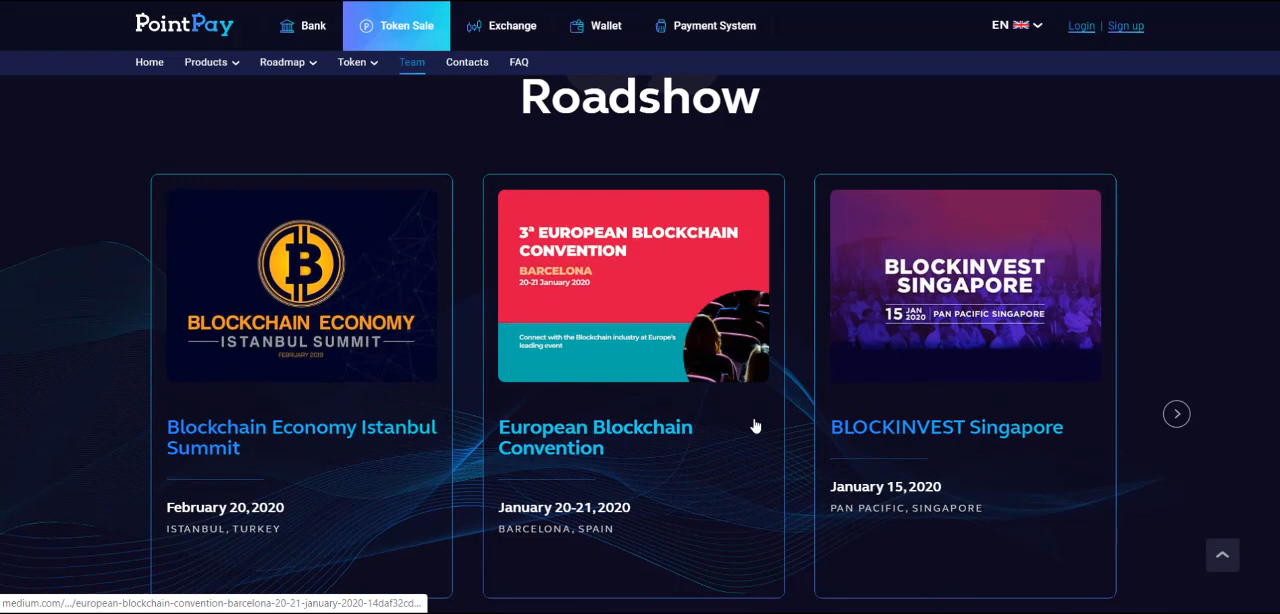 PointPay
Bank
Token Sale
Exchange
Wallet
Payment System
EN
Login | Sign up
Home
Products
Roadmap
Token
Team
Contacts
FAQ
Roadshow
BLOCKCHAIN ECONOMY
ISTANBUL SUMMIT
FEBRUARY 2019
Blockchain Economy Istanbul
Summit
February 20, 2020
ISTANBUL, TURKEY
3ª EUROPEAN BLOCKCHAIN
CONVENTION
BARCELONA
20-21 January 2020
Connect with the Blockchain industry at Europe's
leading event
European Blockchain
Convention
January 20-21, 2020
BARCELONA, SPAIN
BLOCKINVEST
SINGAPORE
15 JAN 2020 | PAN PACIFIC SINGAPORE
BLOCKINVEST Singapore
January 15, 2020
PAN PACIFIC, SINGAPORE
medium.com/.../european-blockchain-convention-barcelona-20-21-january-2020-14daf32cd...